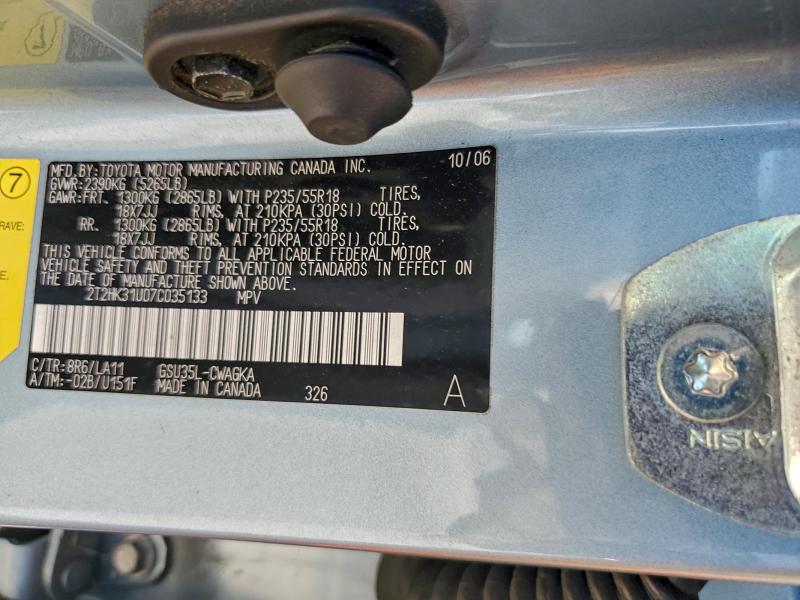 MFD.BY:TOYOTA MOTOR MANUFACTURING CANADA INC. 10/06
GVWR:2390KG (5265LB)
GAWR:FRT. 1300KG (2865LB) WITH P235/55R18 TIRES,
18X7JJ RIMS, AT 210KPA (30PSI) COLD.
RR. 1300KG (2865LB) WITH P235/55R18 TIRES,
18X7JJ RIMS, AT 210KPA (30PSI) COLD.
THIS VEHICLE CONFORMS TO ALL APPLICABLE FEDERAL MOTOR
VEHICLE SAFETY AND THEFT PREVENTION STANDARDS IN EFFECT ON
THE DATE OF MANUFACTURE SHOWN ABOVE.
2T2HK31U07C035133 MPV
C/TR:8R6/LA11 GSU35L-CWAGKA
A/TM:-02B/U151F MADE IN CANADA 326 A
7
RAVE:
E.
AISIN